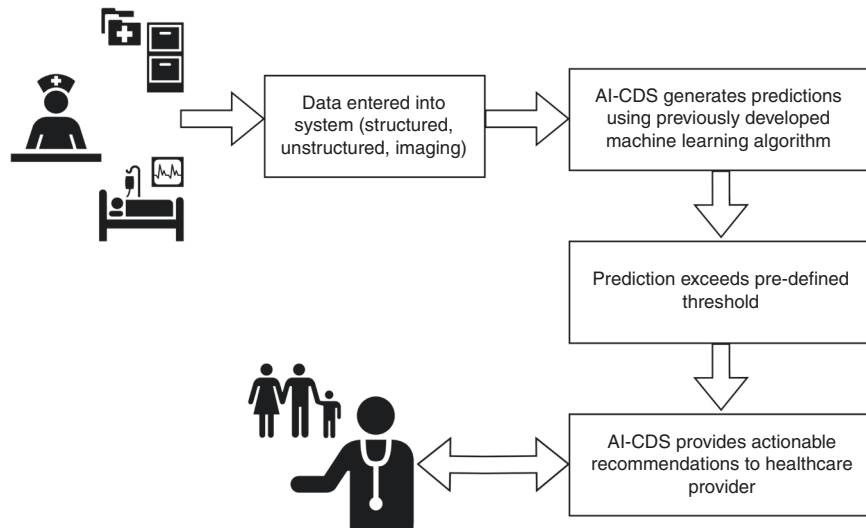 Data entered into
system (structured,
unstructured, imaging)
AI-CDS generates predictions
using previously developed
machine learning algorithm
Prediction exceeds pre-defined
threshold
AI-CDS provides actionable
recommendations to healthcare
provider